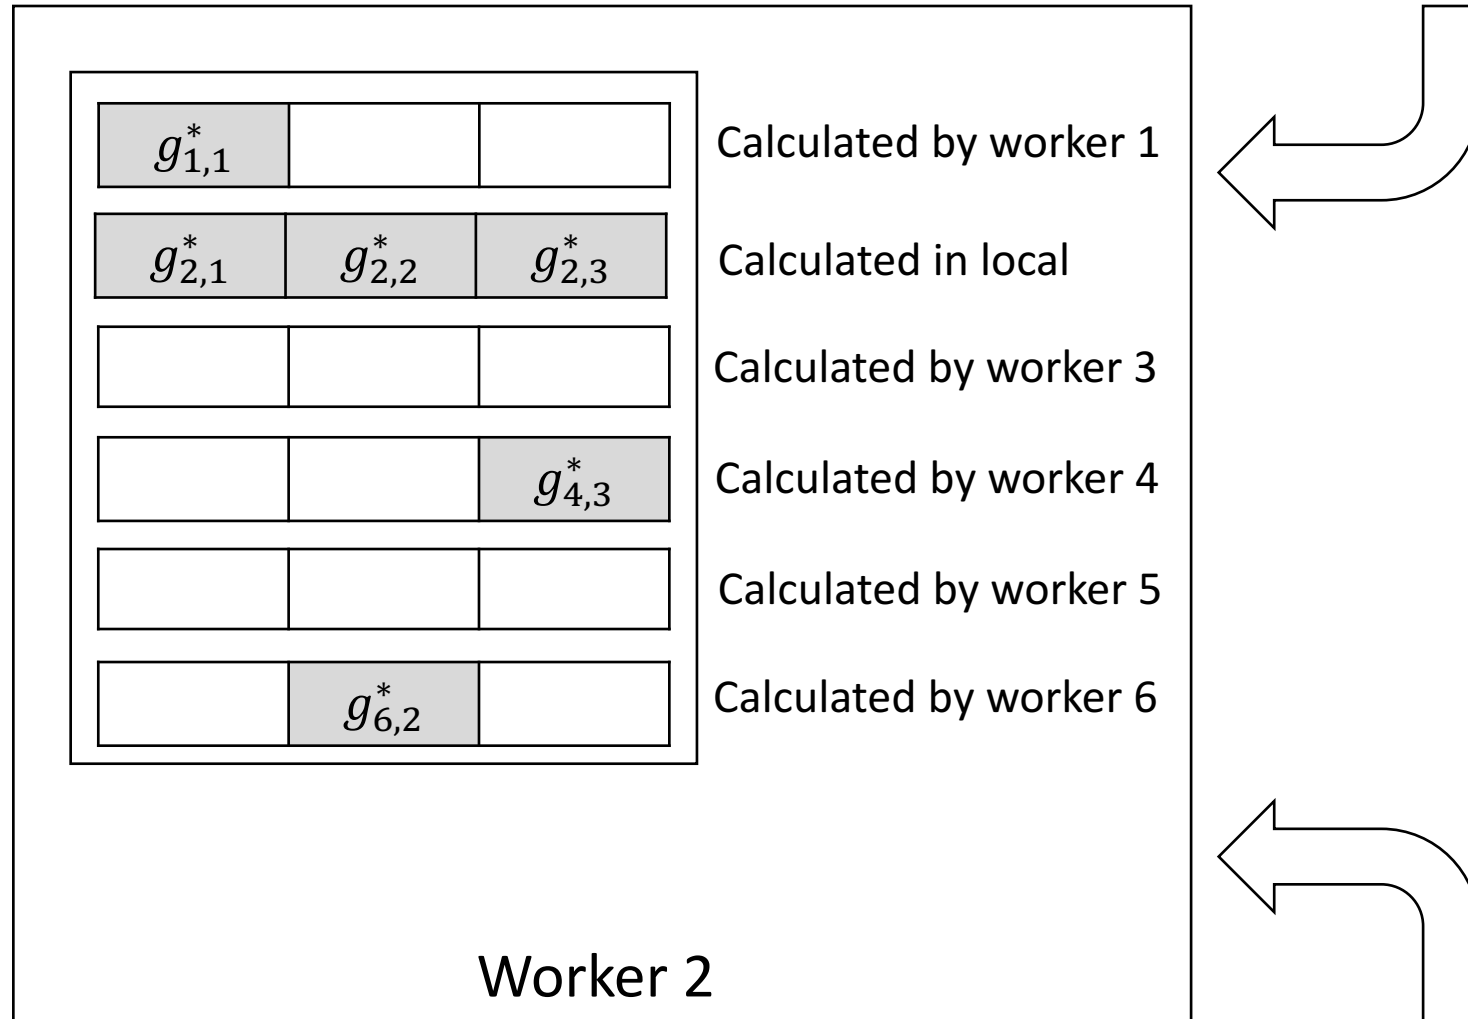 $g^*_{1,1}$ Calculated by worker 1
$g^*_{2,1}$ $g^*_{2,2}$ $g^*_{2,3}$ Calculated in local
Calculated by worker 3
$g^*_{4,3}$ Calculated by worker 4
Calculated by worker 5
$g^*_{6,2}$ Calculated by worker 6
Worker 2